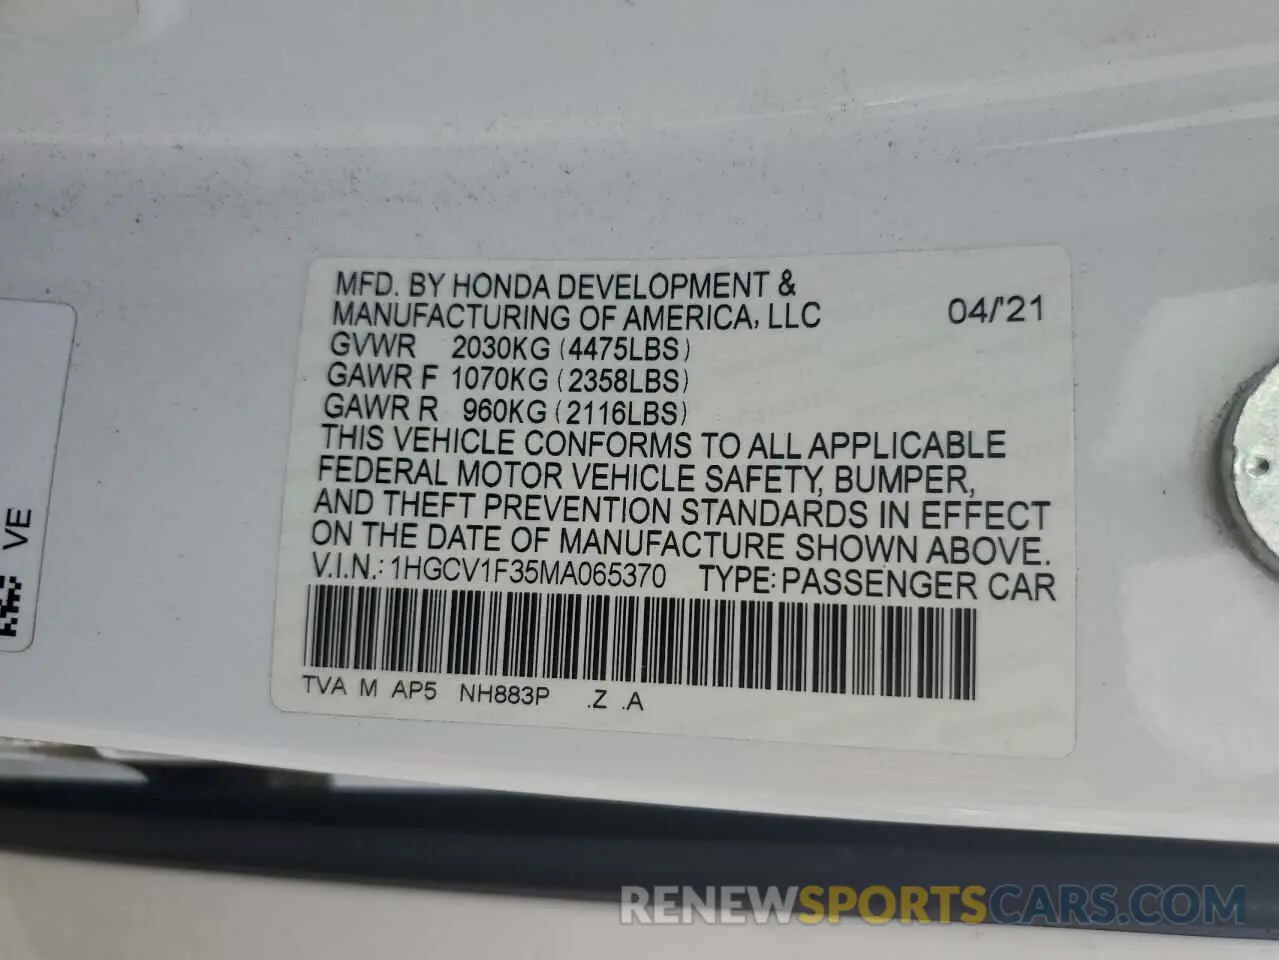 MFD. BY HONDA DEVELOPMENT &
MANUFACTURING OF AMERICA, LLC 04/'21
GVWR 2030KG (4475LBS)
GAWR F 1070KG (2358LBS)
GAWR R 960KG (2116LBS)
THIS VEHICLE CONFORMS TO ALL APPLICABLE
FEDERAL MOTOR VEHICLE SAFETY, BUMPER,
AND THEFT PREVENTION STANDARDS IN EFFECT
ON THE DATE OF MANUFACTURE SHOWN ABOVE.
V.I.N.: 1HGCV1F35MA065370 TYPE: PASSENGER CAR
TVA M AP5 NH883P .Z .A
VE
RENEWSPORTSCARS.COM